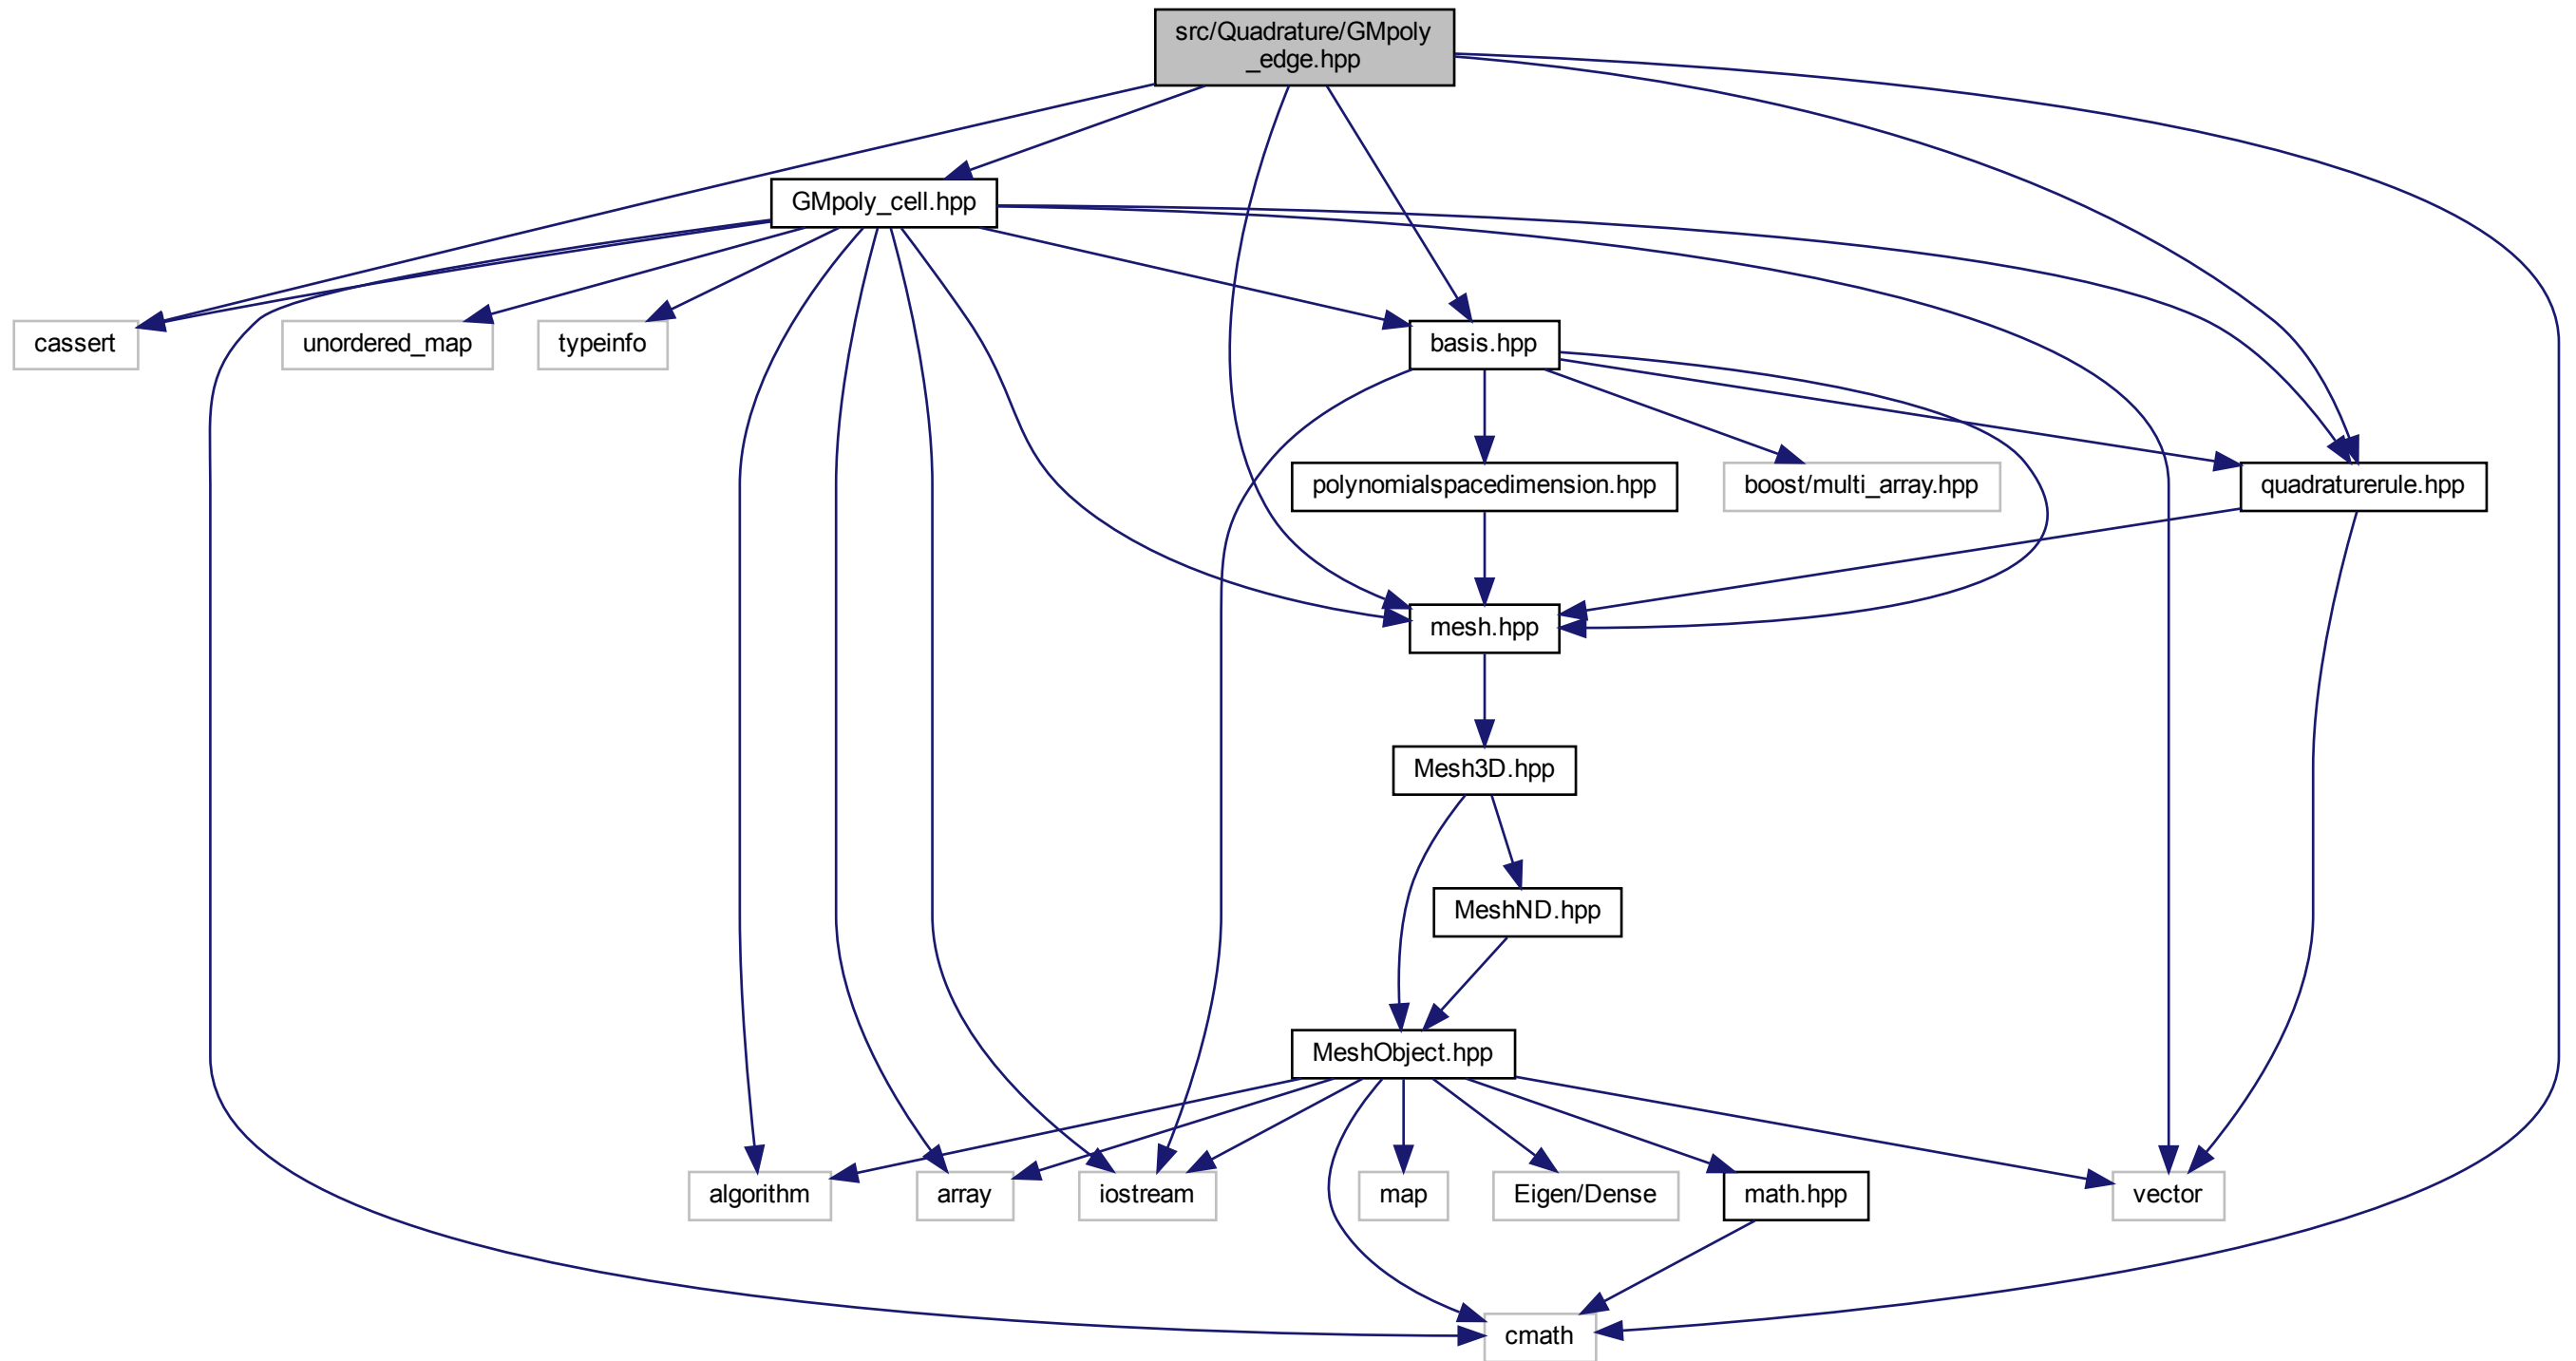 src/Quadrature/GMpoly
_edge.hpp
GMpoly_cell.hpp
cassert
unordered_map
typeinfo
basis.hpp
polynomialspacedimension.hpp
boost/multi_array.hpp
quadraturerule.hpp
mesh.hpp
Mesh3D.hpp
MeshND.hpp
MeshObject.hpp
algorithm
array
iostream
map
Eigen/Dense
math.hpp
vector
cmath